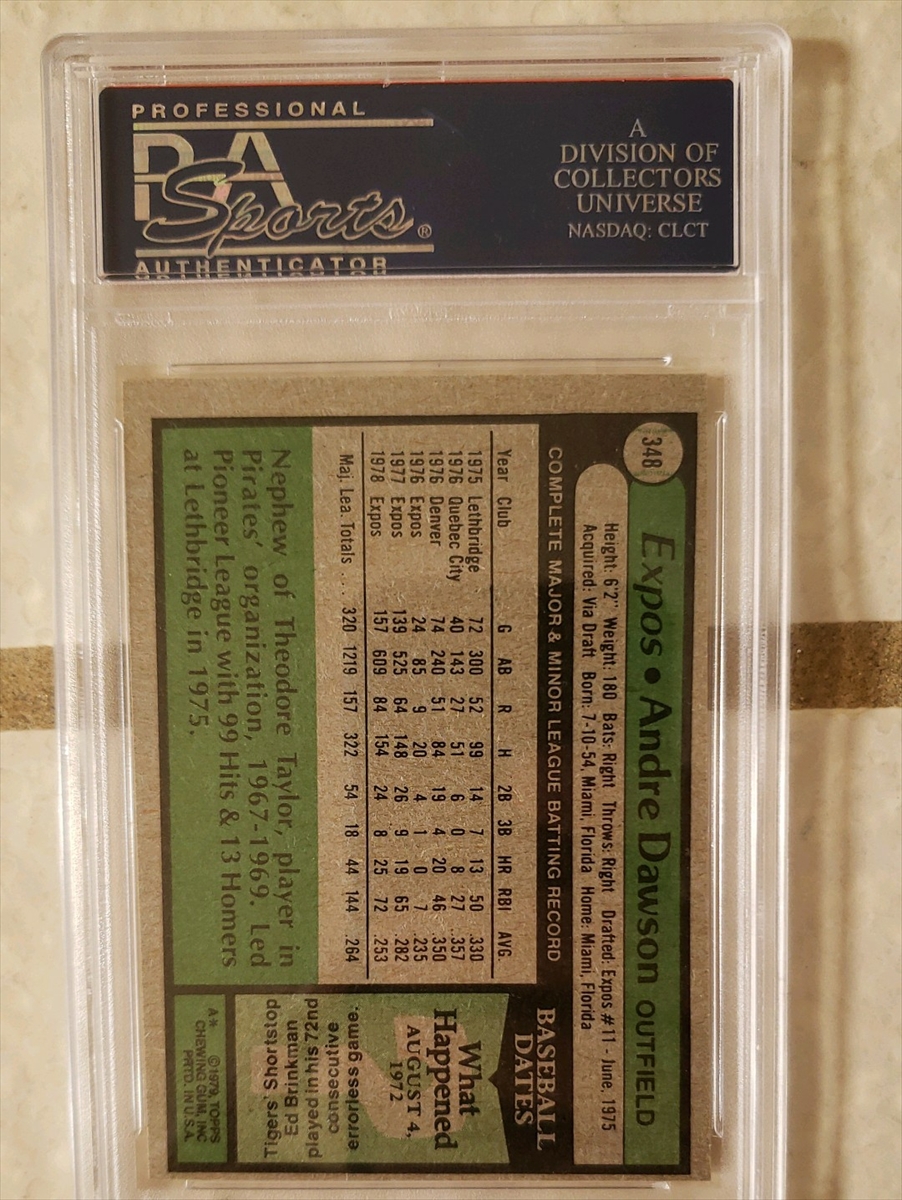 PROFESSIONAL
PSA
Sports®
AUTHENTICATOR
A
DIVISION OF
COLLECTORS
UNIVERSE
NASDAQ: CLCT
348
Expos • Andre Dawson OUTFIELD
Height: 6'2" Weight: 180 Bats: Right Throws: Right Drafted: Expos #11 - June, 1975
Acquired: Via Draft Born: 7-10-54, Miami, Florida Home: Miami, Florida
COMPLETE MAJOR & MINOR LEAGUE BATTING RECORD
Year Club G AB R H 2B 3B HR RBI AVG.
1975 Lethbridge 72 300 52 99 14 7 13 50 .330
1976 Quebec City 40 143 27 51 6 0 8 27 .357
1976 Denver 74 240 51 84 19 4 20 46 .350
1976 Expos 24 85 9 20 4 1 0 7 .235
1977 Expos 139 525 64 148 26 9 19 65 .282
1978 Expos 157 609 84 154 24 8 25 72 .253
Maj. Lea. Totals ... 320 1219 157 322 54 18 44 144 .264
Nephew of Theodore Taylor, player in
Pirates' organization, 1967-1969. Led
Pioneer League with 99 Hits & 13 Homers
at Lethbridge in 1975.
BASEBALL
DATES
What
Happened
AUGUST 4,
1972
Tigers' Shortstop
Ed Brinkman
played in his 72nd
consecutive
errorless game.
A* ©1979, TOPPS
CHEWING GUM, INC
PRTD. IN U.S.A.